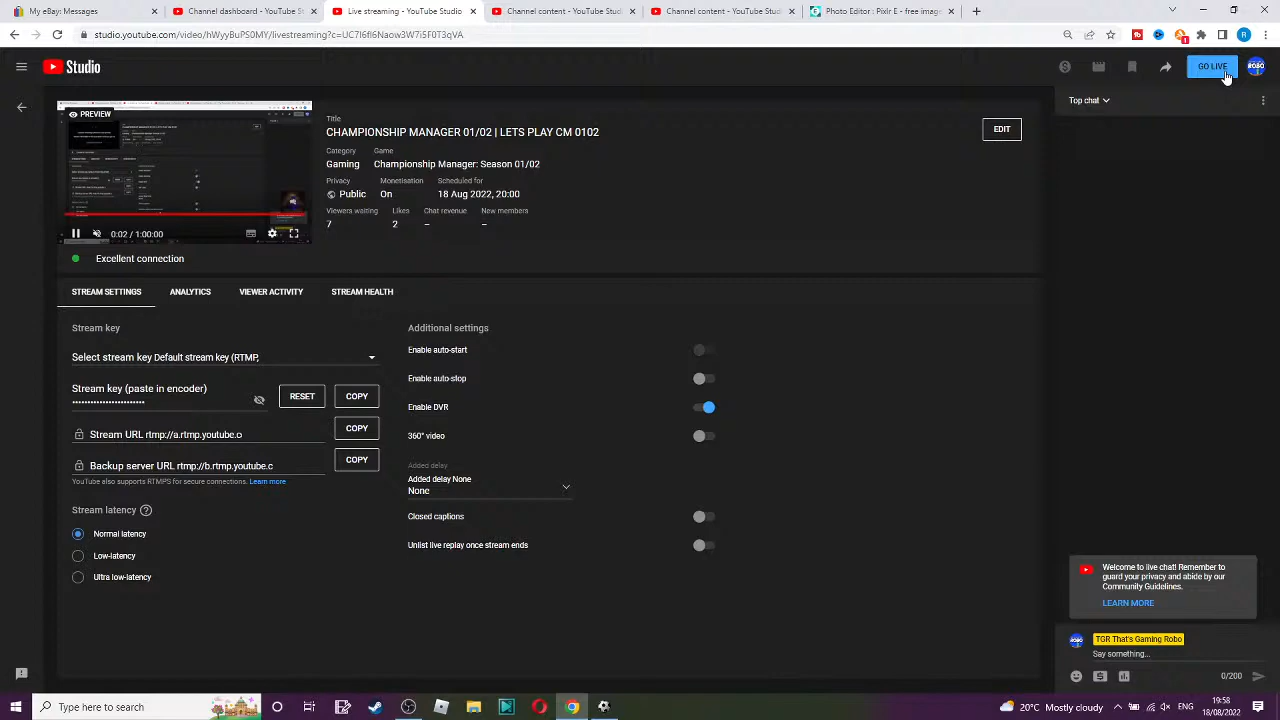 My eBay: Messages
Channel dashboard - YouTube St
Live streaming - YouTube Studio
Channel content - YouTube Studi
Channel content - YouTube Studi
Photo Editor : Pixlr E - free imag
studio.youtube.com/video/hWyyBuPS0MY/livestreaming?c=UC7l6fI6Naow3W7i5F0T3qVA
Studio
GO LIVE
PREVIEW
0:02 / 1:00:00
Title
EDIT
Category
Game
Gaming
Championship Manager: Season 01/02
Privacy
Monetisation
Scheduled for
Public
On
18 Aug 2022, 20:00
Viewers waiting
Likes
Chat revenue
New members
7
2
–
–
Excellent connection
STREAM SETTINGS
ANALYTICS
VIEWER ACTIVITY
STREAM HEALTH
Stream key
Select stream key Default stream key (RTMP,
Stream key (paste in encoder)
•••••••••••••••••••••••
RESET
COPY
Stream URL rtmp://a.rtmp.youtube.c
COPY
Backup server URL rtmp://b.rtmp.youtube.c
COPY
YouTube also supports RTMPS for secure connections. Learn more
Stream latency
Normal latency
Low-latency
Ultra low-latency
Additional settings
Enable auto-start
Enable auto-stop
Enable DVR
360° video
Added delay
Added delay None
None
Closed captions
Unlist live replay once stream ends
Top chat
Welcome to live chat! Remember to
guard your privacy and abide by our
Community Guidelines.
LEARN MORE
TGR That's Gaming Robo
Say something...
0/200
Type here to search
20°C Mostly cloudy
ENG
19:58
18/08/2022